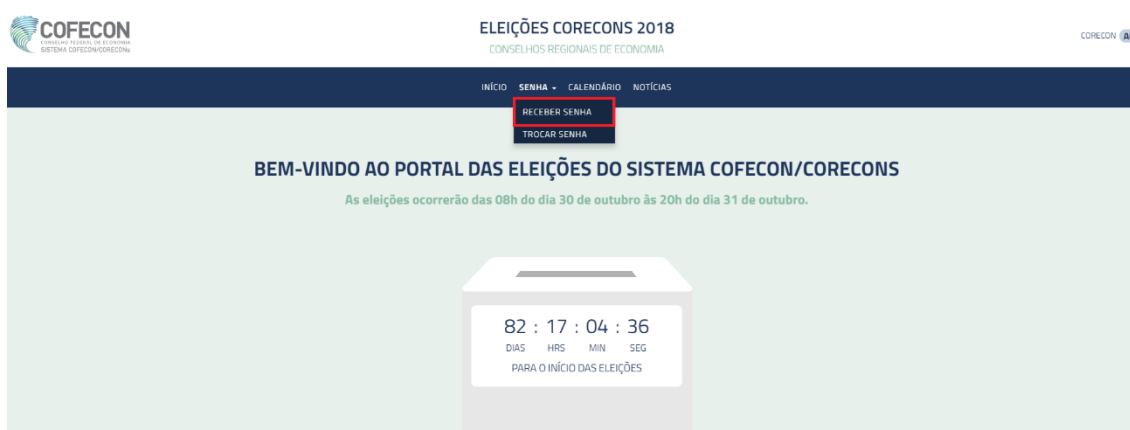 COFECON
CONSELHO FEDERAL DE ECONOMIA
SISTEMA COFECON/CORECONs
ELEIÇÕES CORECONS 2018
CONSELHOS REGIONAIS DE ECONOMIA
CORECON
INÍCIO SENHA CALENDÁRIO NOTÍCIAS
RECEBER SENHA
TROCAR SENHA
BEM-VINDO AO PORTAL DAS ELEIÇÕES DO SISTEMA COFECON/CORECONS
As eleições ocorrerão das 08h do dia 30 de outubro às 20h do dia 31 de outubro.
82 : 17 : 04 : 36
DIAS HRS MIN SEG
PARA O INÍCIO DAS ELEIÇÕES